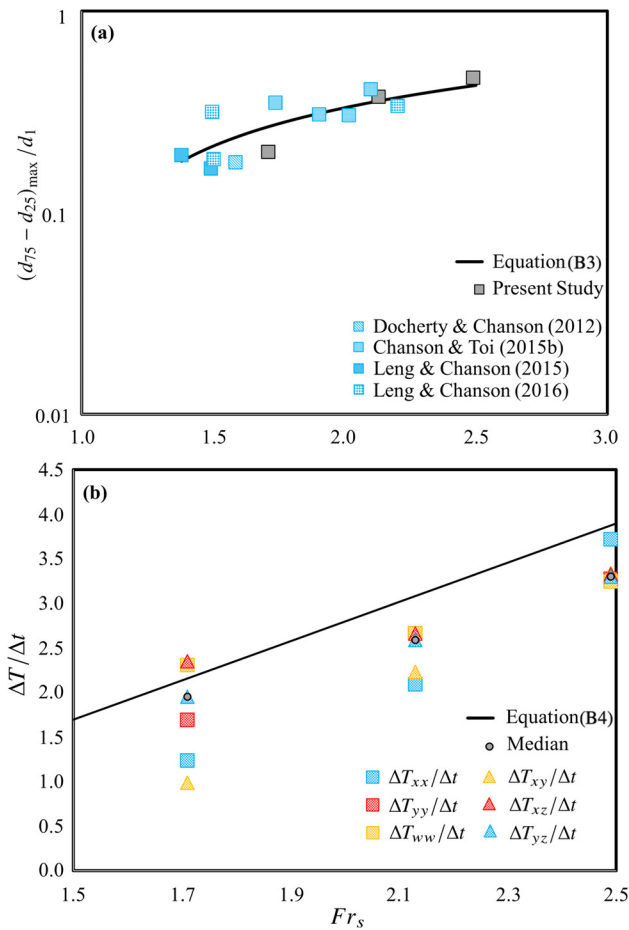 1
(a)
(d75 − d25)max/d1
0.1
Equation(B3)
Present Study
Docherty & Chanson (2012)
Chanson & Toi (2015b)
Leng & Chanson (2015)
Leng & Chanson (2016)
0.01
1.0 1.5 2.0 2.5 3.0
4.5
(b)
4.0
3.5
3.0
ΔT/Δt
2.5
2.0
1.5
1.0
0.5
0.0
Equation(B4)
Median
ΔTxx/Δt ΔTxy/Δt
ΔTyy/Δt ΔTxz/Δt
ΔTww/Δt ΔTyz/Δt
1.5 1.7 1.9 2.1 2.3 2.5
Frs